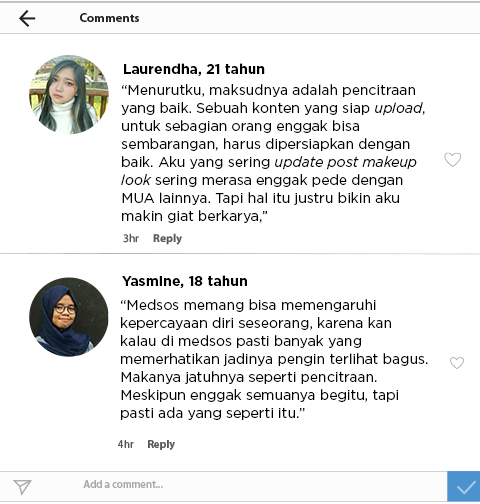 Comments
Laurendha, 21 tahun
“Menurutku, maksudnya adalah pencitraan
yang baik. Sebuah konten yang siap upload,
untuk sebagian orang enggak bisa
sembarangan, harus dipersiapkan dengan
baik. Aku yang sering update post makeup
look sering merasa enggak pede dengan
MUA lainnya. Tapi hal itu justru bikin aku
makin giat berkarya,”
3hr Reply
Yasmine, 18 tahun
“Medsos memang bisa memengaruhi
kepercayaan diri seseorang, karena kan
kalau di medsos pasti banyak yang
memerhatikan jadinya pengin terlihat bagus.
Makanya jatuhnya seperti pencitraan.
Meskipun enggak semuanya begitu, tapi
pasti ada yang seperti itu.”
4hr Reply
Add a comment...